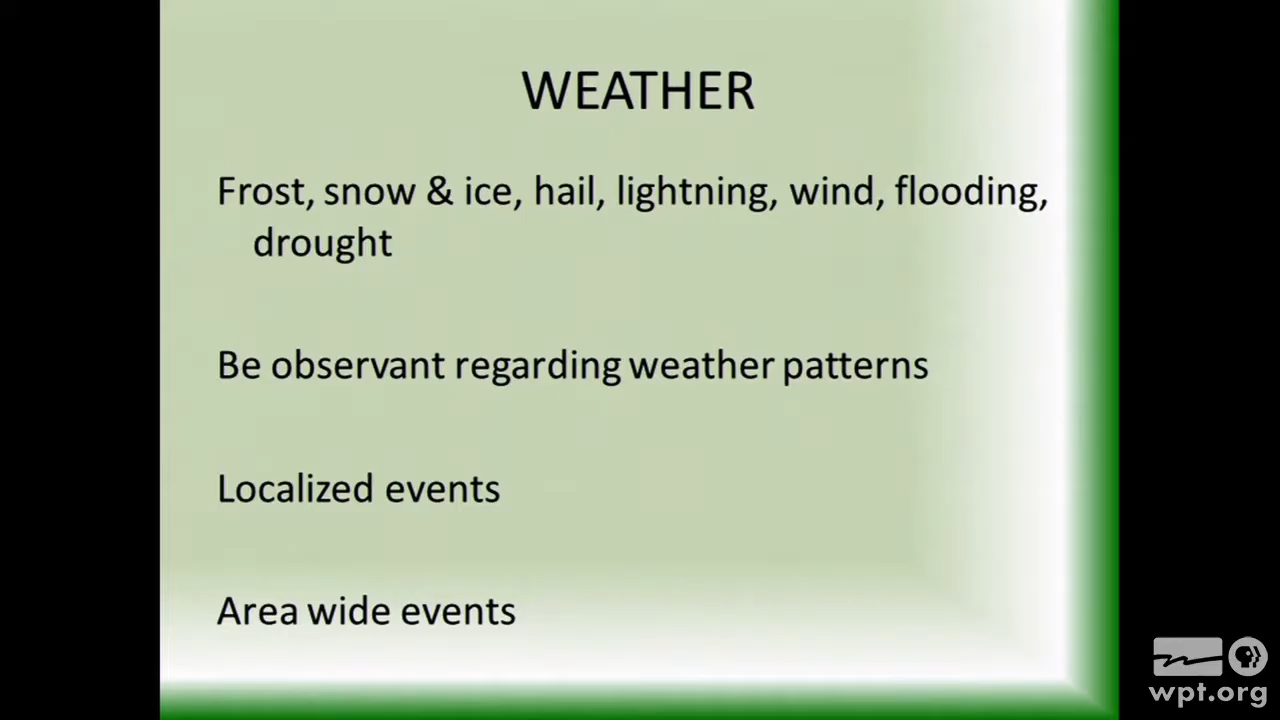 WEATHER
Frost, snow & ice, hail, lightning, wind, flooding,
drought
Be observant regarding weather patterns
Localized events
Area wide events
wpt.org